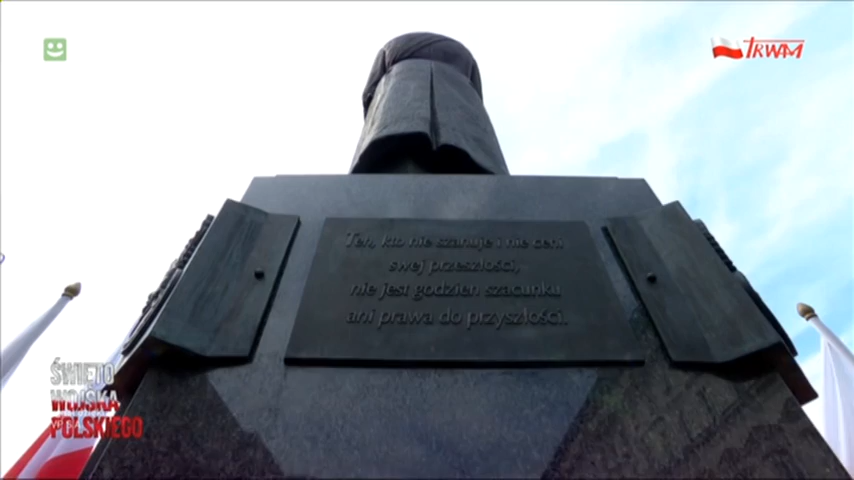 TRWAM
Ten, kto nie szanuje i nie ceni
swej przeszłości,
nie jest godzien szacunku
ani prawa do przyszłości.
ŚWIĘTO
WOJSKA
POLSKIEGO